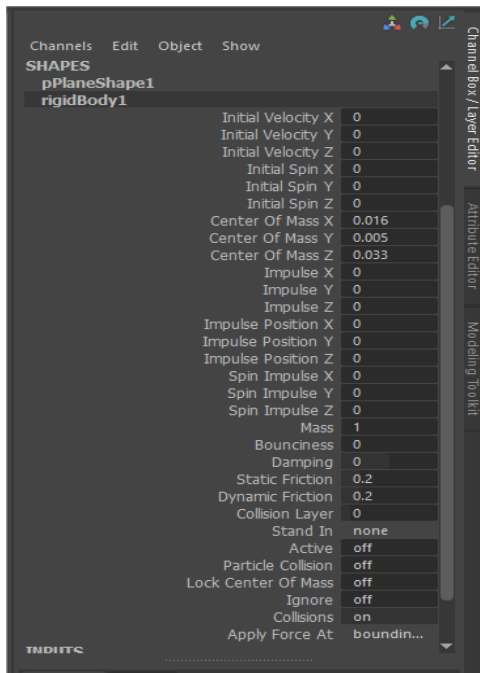 Channels Edit Object Show
SHAPES
pPlaneShape1
rigidBody1
Initial Velocity X 0
Initial Velocity Y 0
Initial Velocity Z 0
Initial Spin X 0
Initial Spin Y 0
Initial Spin Z 0
Center Of Mass X 0.016
Center Of Mass Y 0.005
Center Of Mass Z 0.033
Impulse X 0
Impulse Y 0
Impulse Z 0
Impulse Position X 0
Impulse Position Y 0
Impulse Position Z 0
Spin Impulse X 0
Spin Impulse Y 0
Spin Impulse Z 0
Mass 1
Bounciness 0
Damping 0
Static Friction 0.2
Dynamic Friction 0.2
Collision Layer 0
Stand In none
Active off
Particle Collision off
Lock Center Of Mass off
Ignore off
Collisions on
Apply Force At boundin...
INPUTS
Channel Box / Layer Editor
Attribute Editor
Modeling Toolkit